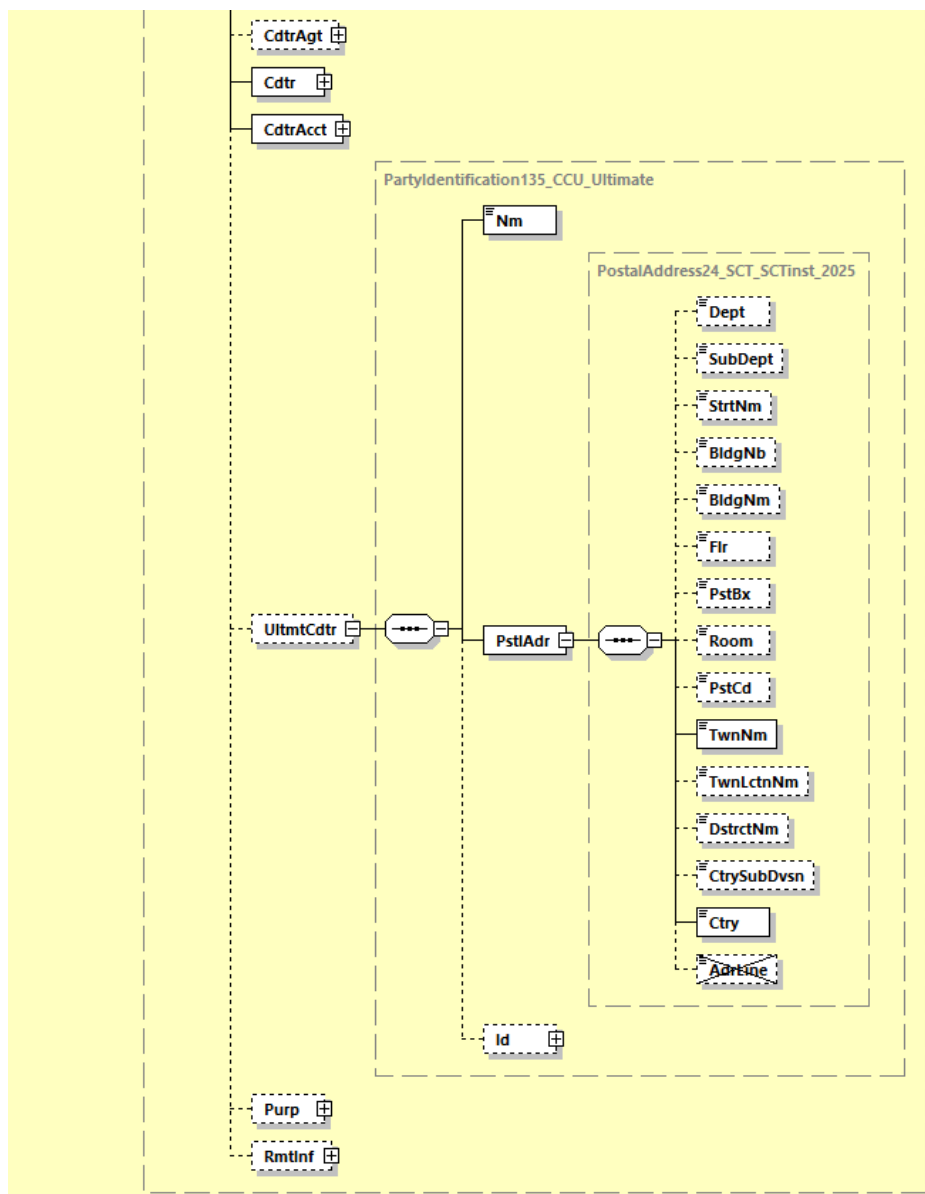 CdtrAgt
Cdtr
CdtrAcct
PartyIdentification135_CCU_Ultimate
Nm
PostalAddress24_SCT_SCTinst_2025
Dept
SubDept
StrtNm
BldgNb
BldgNm
Flr
PstBx
UltmtCdtr
PstlAdr
Room
PstCd
TwnNm
TwnLctnNm
DstrctNm
CtrySubDvsn
Ctry
AdrLine
Id
Purp
RmtInf